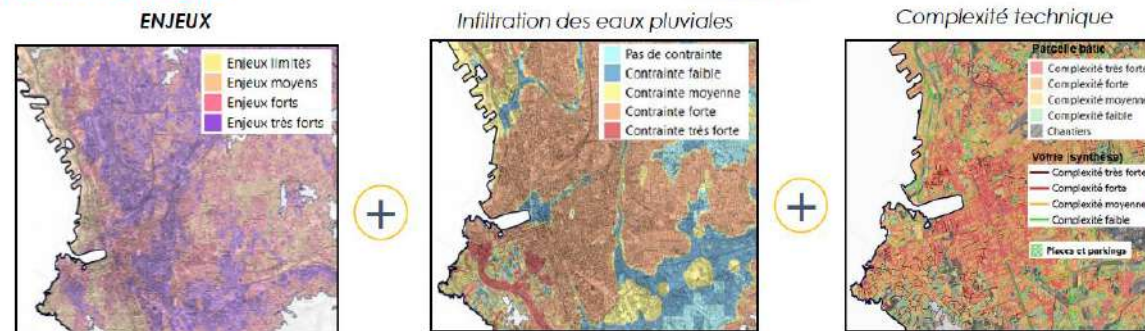 ENJEUX
Enjeux limités
Enjeux moyens
Enjeux forts
Enjeux très forts
+
Infiltration des eaux pluviales
Pas de contrainte
Contrainte faible
Contrainte moyenne
Contrainte forte
Contrainte très forte
+
Complexité technique
Parcelle bâtie
Complexité très forte
Complexité forte
Complexité moyenne
Complexité faible
Chantiers
Voirie (synthèse)
Complexité très forte
Complexité forte
Complexité moyenne
Complexité faible
Places et parkings